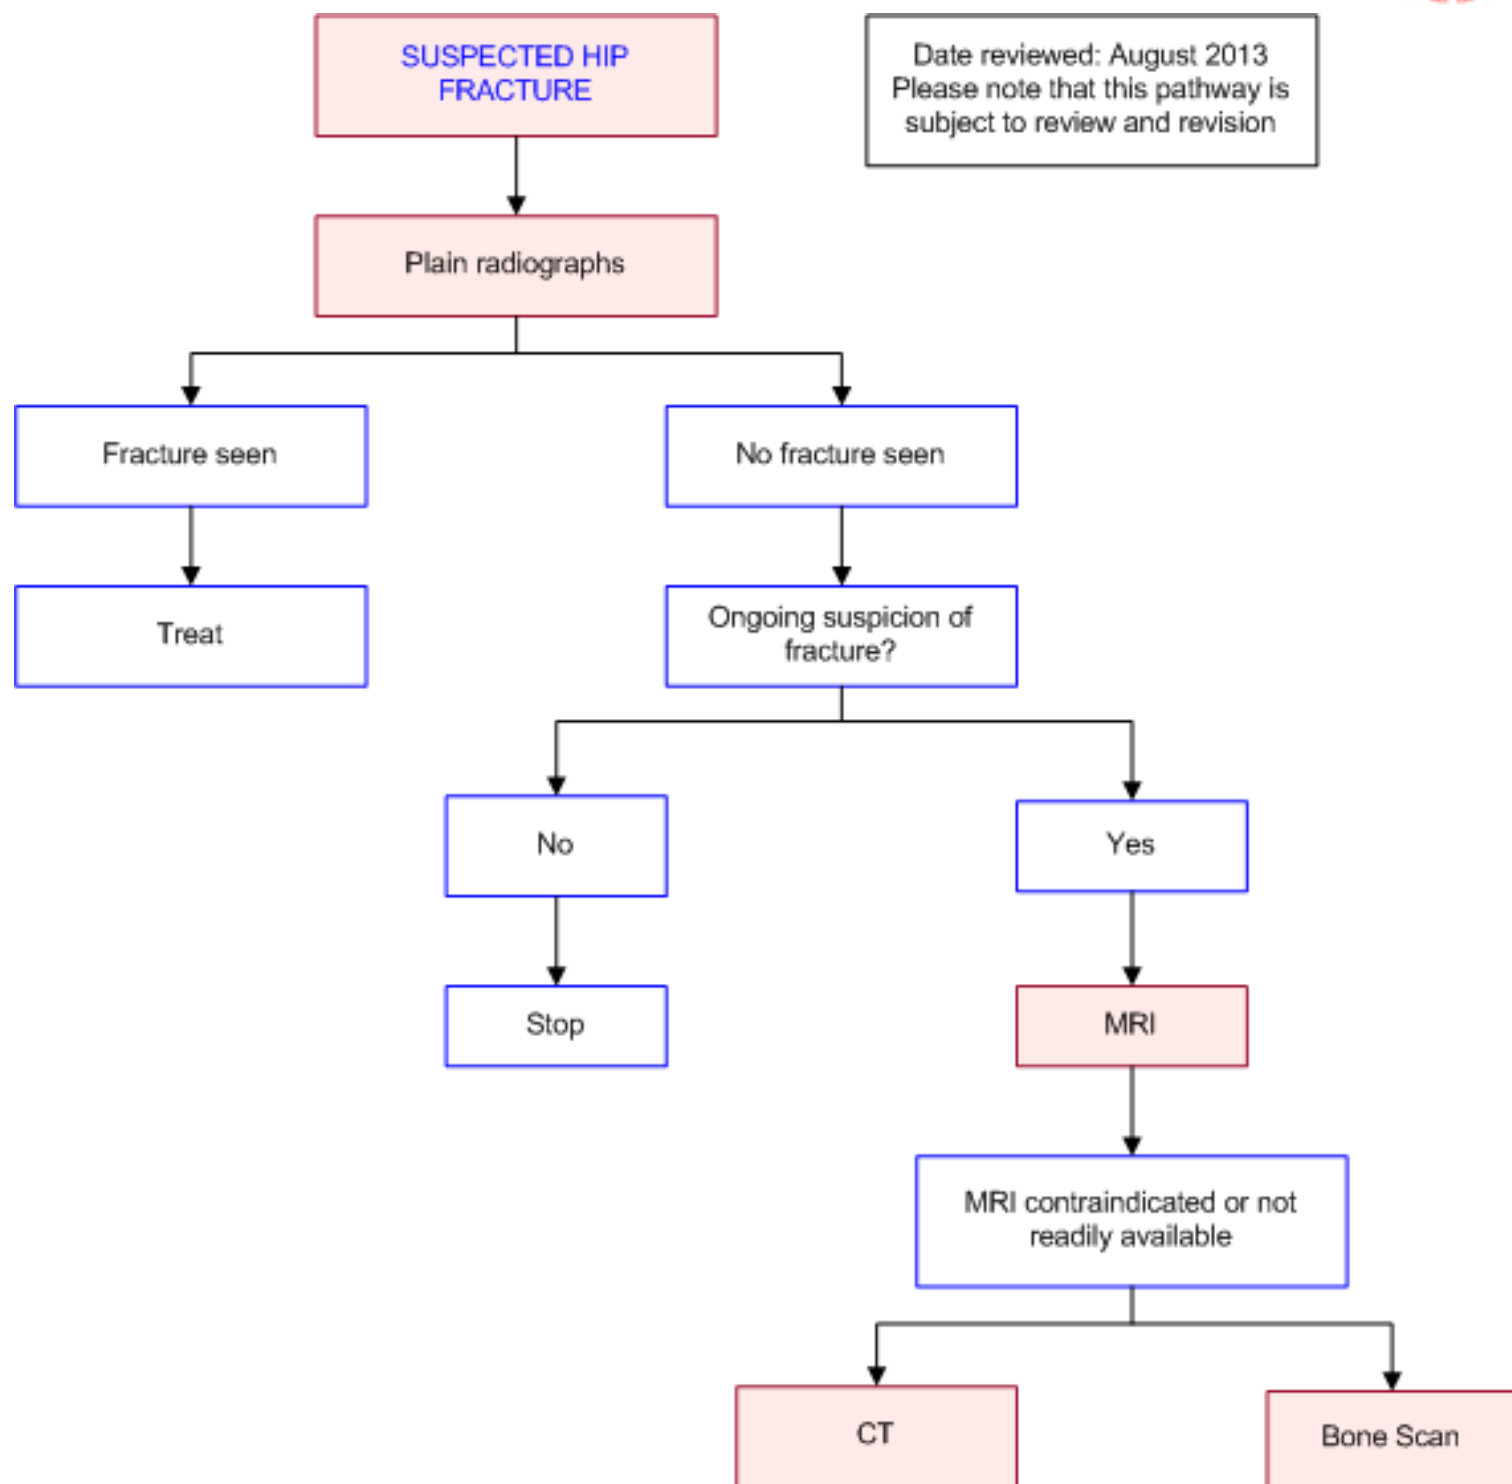 SUSPECTED HIP
FRACTURE
Date reviewed: August 2013
Please note that this pathway is
subject to review and revision
Plain radiographs
Fracture seen
No fracture seen
Treat
Ongoing suspicion of
fracture?
No
Yes
Stop
MRI
MRI contraindicated or not
readily available
CT
Bone Scan